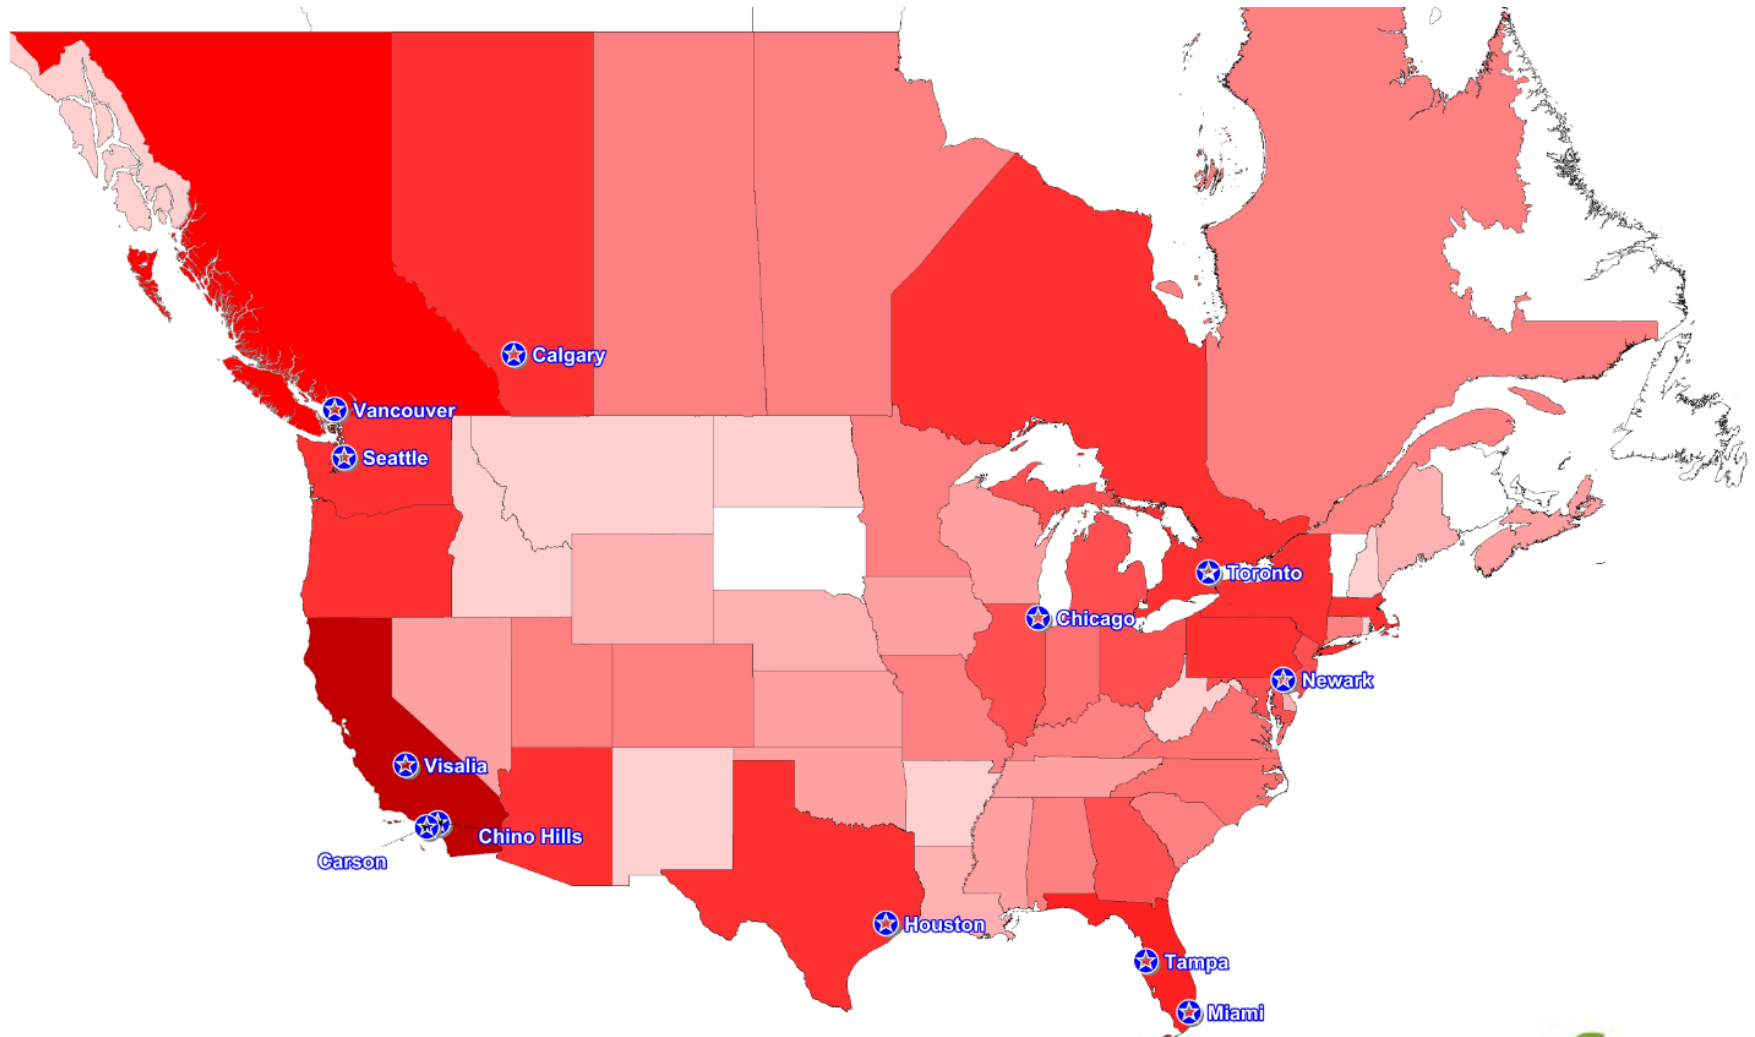 Calgary
Vancouver
Seattle
Toronto
Chicago
Newark
Visalia
Chino Hills
Carson
Houston
Tampa
Miami